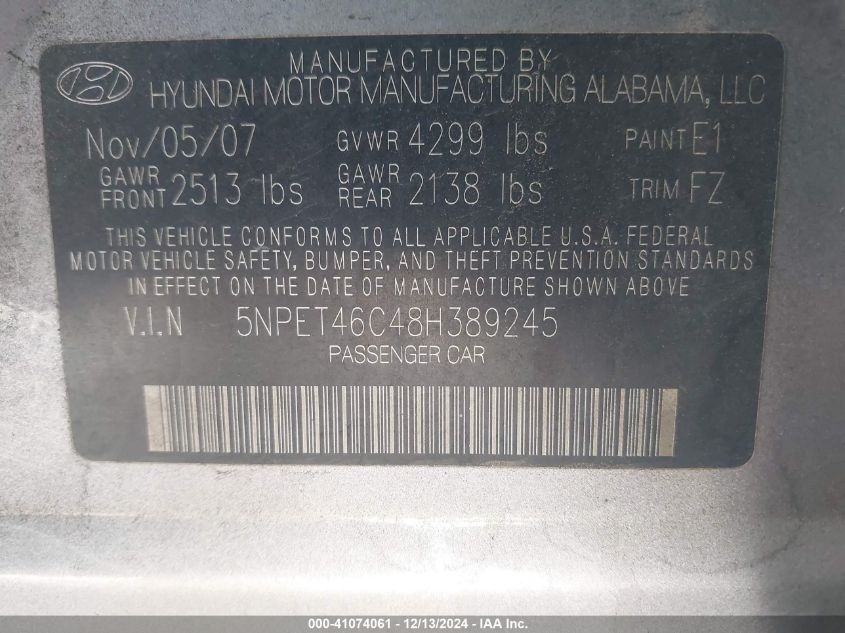 MANUFACTURED BY
HYUNDAI MOTOR MANUFACTURING ALABAMA, LLC
Nov/05/07 GVWR 4299 lbs PAINT E1
GAWR FRONT 2513 lbs GAWR REAR 2138 lbs TRIM FZ
THIS VEHICLE CONFORMS TO ALL APPLICABLE U.S.A. FEDERAL
MOTOR VEHICLE SAFETY, BUMPER, AND THEFT PREVENTION STANDARDS
IN EFFECT ON THE DATE OF MANUFACTURE SHOWN ABOVE.
V.I.N 5NPET46C48H389245
PASSENGER CAR
000-41074061 - 12/13/2024 - IAA Inc.